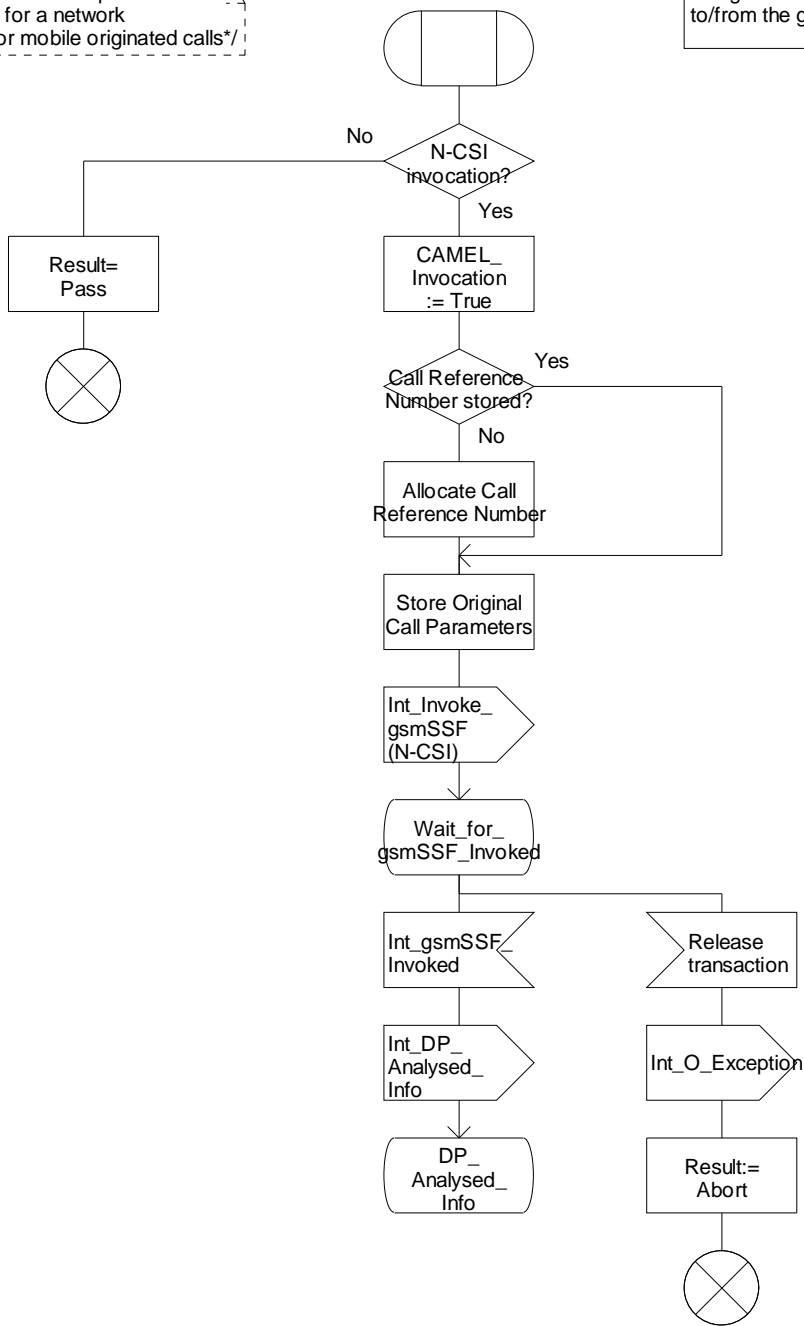 for a network
or mobile originated calls*/
to/from the g
No
N-CSI
invocation?
Yes
Result=
Pass
CAMEL_
Invocation
:= True
Call Reference
Number stored?
Yes
No
Allocate Call
Reference Number
Store Original
Call Parameters
Int_Invoke_
gsmSSF
(N-CSI)
Wait_for_
gsmSSF_Invoked
Int_gsmSSF_
Invoked
Release
transaction
Int_DP_
Analysed_
Info
Int_O_Exception
DP_
Analysed_
Info
Result:=
Abort